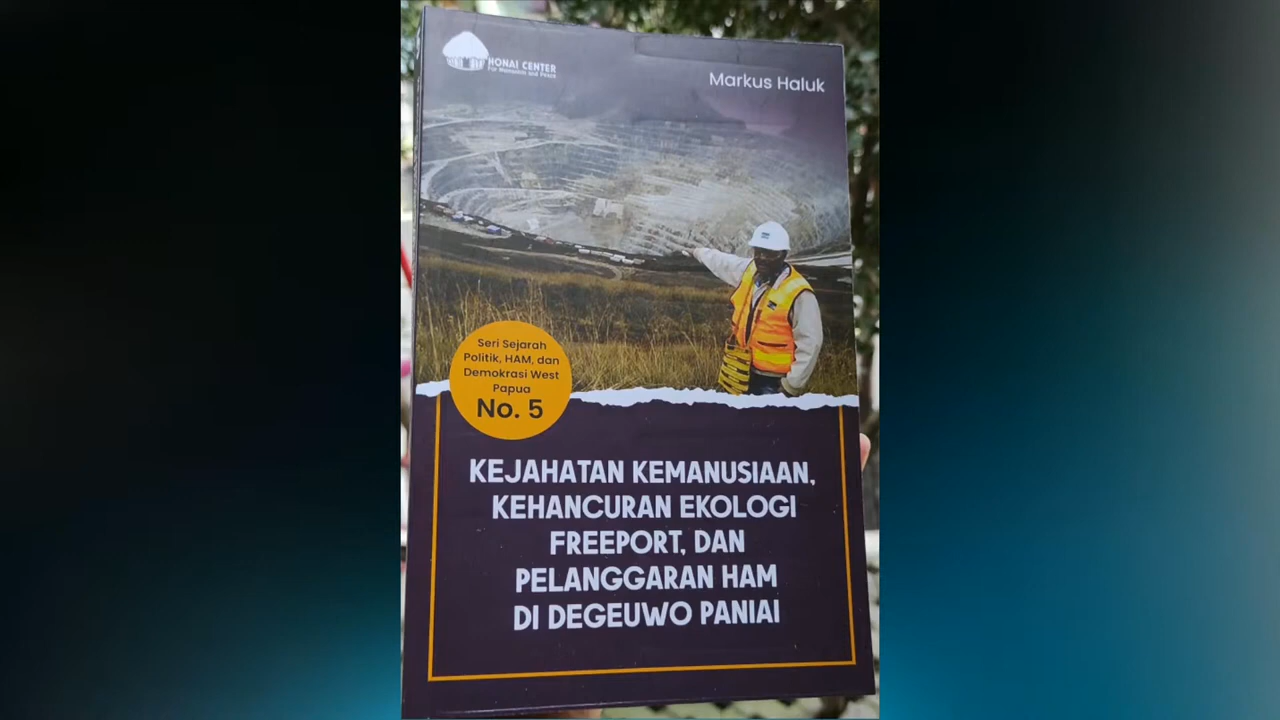 HONAI CENTER
For Humanism and Peace
Markus Haluk
Seri Sejarah
Politik, HAM, dan
Demokrasi West
Papua
No. 5
KEJAHATAN KEMANUSIAAN,
KEHANCURAN EKOLOGI
FREEPORT, DAN
PELANGGARAN HAM
DI DEGEUWO PANIAI